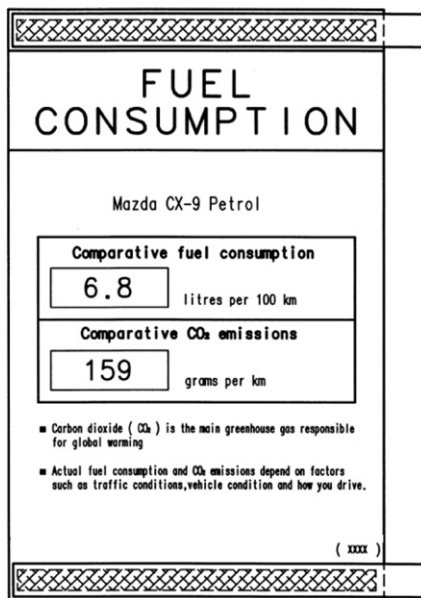 FUEL
CONSUMPTION
Mazda CX-9 Petrol
Comparative fuel consumption
6.8
litres per 100 km
Comparative CO₂ emissions
159
grams per km
■ Carbon dioxide ( CO₂ ) is the main greenhouse gas responsible
for global warming
■ Actual fuel consumption and CO₂ emissions depend on factors
such as traffic conditions,vehicle condition and how you drive.
( xxxx )